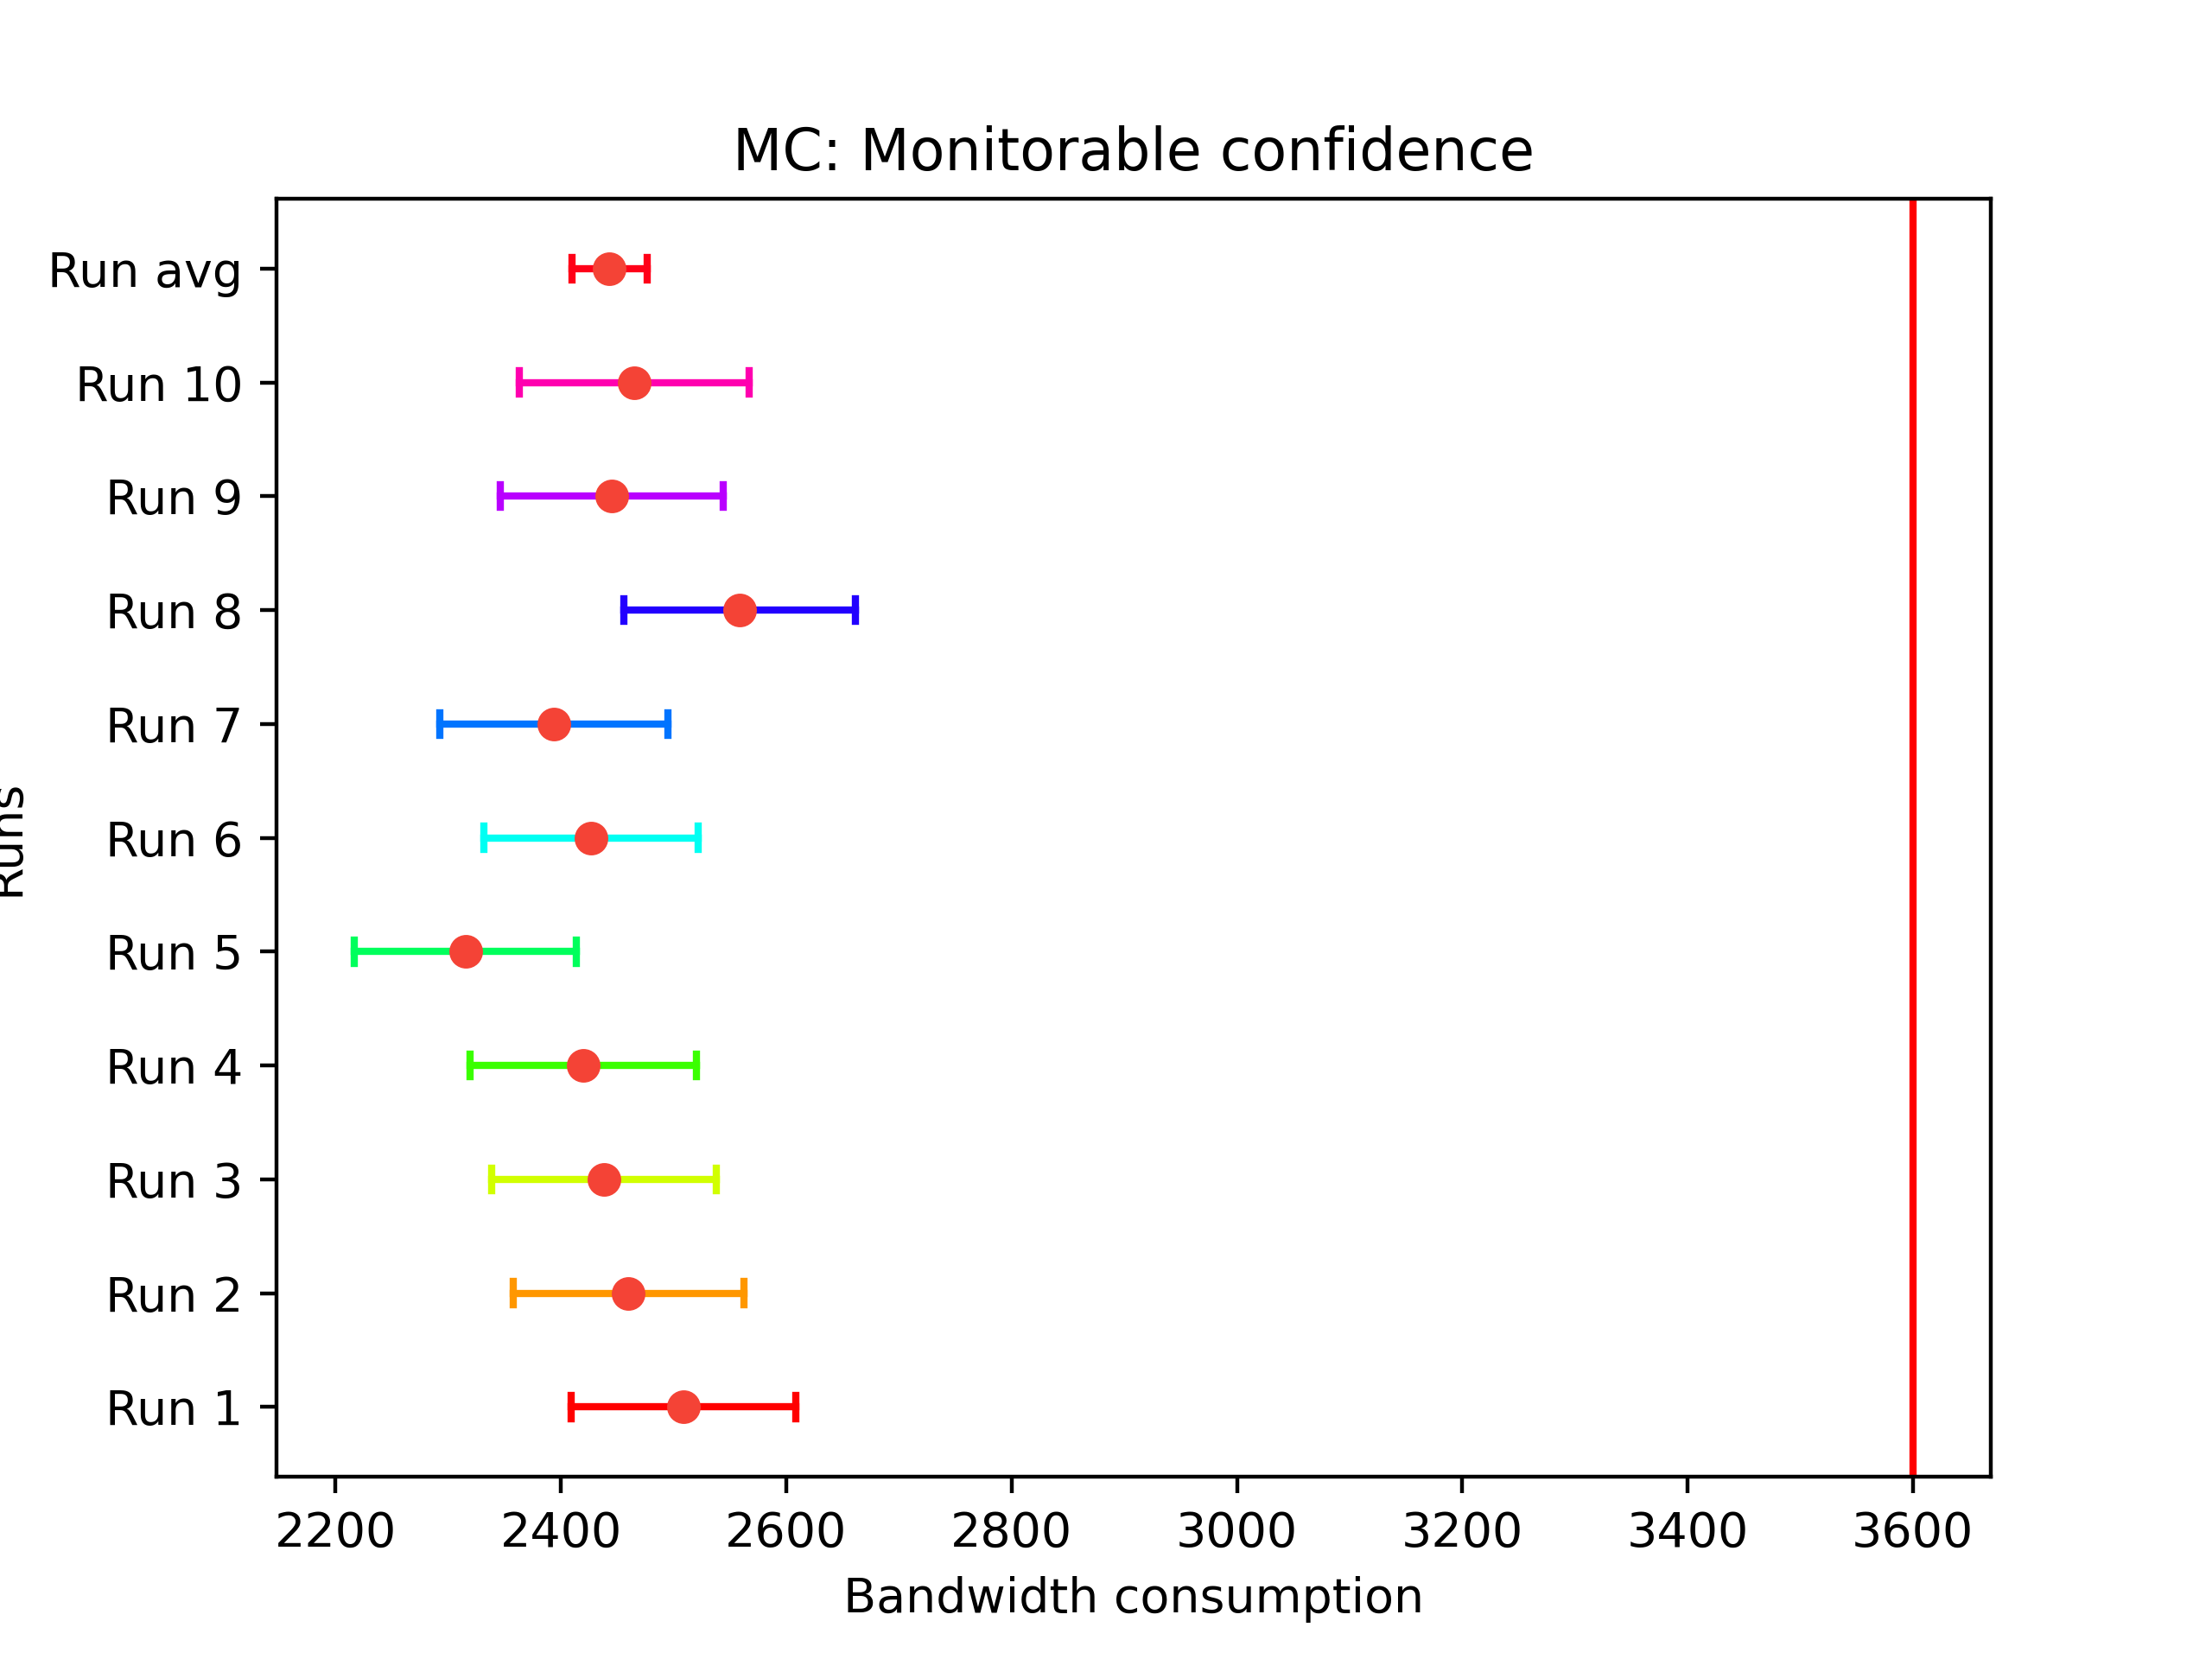 MC: Monitorable confidence
Run avg
Run 10
Run 9
Run 8
Run 7
Run 6
Run 5
Run 4
Run 3
Run 2
Run 1
Runs
2200 2400 2600 2800 3000 3200 3400 3600
Bandwidth consumption